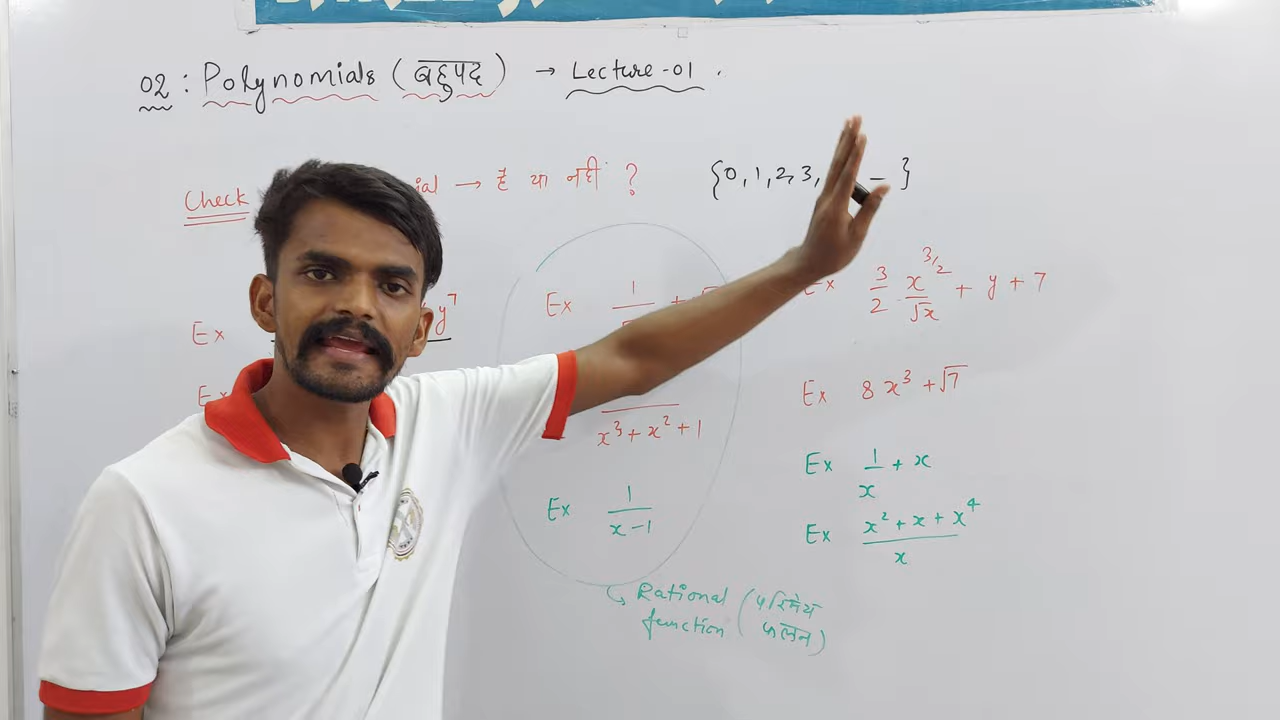 02 : Polynomials (बहुपद) → Lecture-01 .
Check ial → है या नहीं ?
{0, 1, 2, 3, – }
Ex y⁷
Ex 1
Ex 3/2 x^(3/2)/√x + y + 7
Ex
x³ + x² + 1
Ex 8x³ + √7
Ex 1/(x-1)
Ex 1/x + x
Ex (x² + x + x⁴)/x
↳ Rational function (परिमेय फलन)